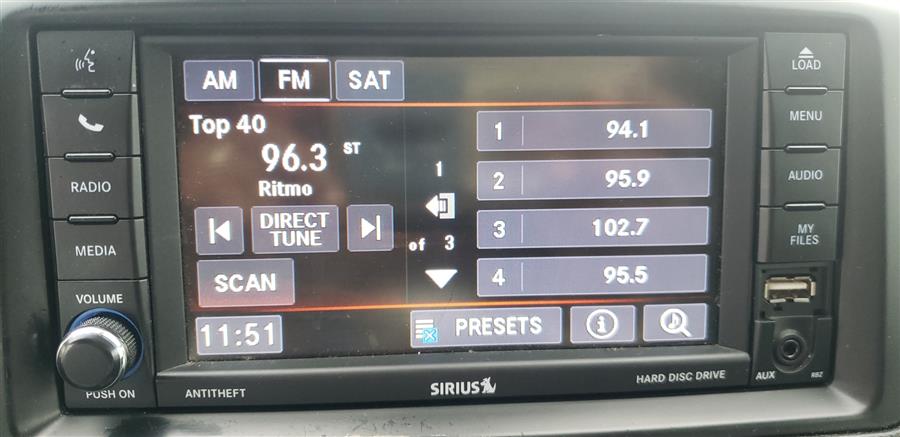 AM FM SAT
Top 40
96.3 ST
Ritmo
DIRECT
TUNE
SCAN
11:51
1
of 3
1 94.1
2 95.9
3 102.7
4 95.5
PRESETS
i
RADIO
MEDIA
VOLUME
PUSH ON
LOAD
MENU
AUDIO
MY
FILES
AUX RBZ
ANTITHEFT
SIRIUS
HARD DISC DRIVE